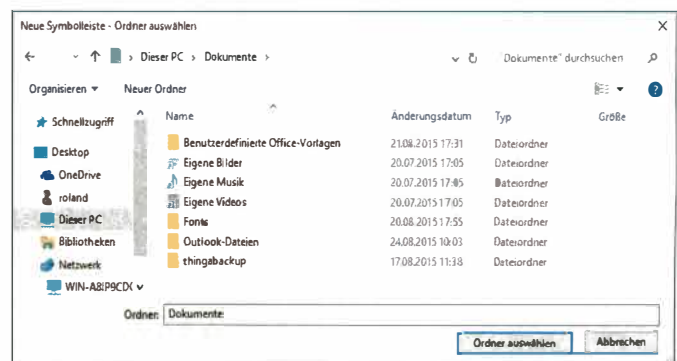 Neue Symbolleiste - Ordner auswählen
Dieser PC > Dokumente >
"Dokumente" durchsuchen
Organisieren
Neuer Ordner
Name Änderungsdatum Typ Größe
Schnellzugriff
Desktop
OneDrive
roland
Dieser PC
Bibliotheken
Netzwerk
WIN-A8IP9CDX
Benutzerdefinierte Office-Vorlagen 21.08.2015 17:31 Dateiordner
Eigene Bilder 20.07.2015 17:05 Dateiordner
Eigene Musik 20.07.2015 17:05 Dateiordner
Eigene Videos 20.07.2015 17:05 Dateiordner
Fonts 20.08.2015 17:55 Dateiordner
Outlook-Dateien 24.08.2015 10:03 Dateiordner
thingabackup 17.08.2015 11:38 Dateiordner
Ordner: Dokumente
Ordner auswählen Abbrechen